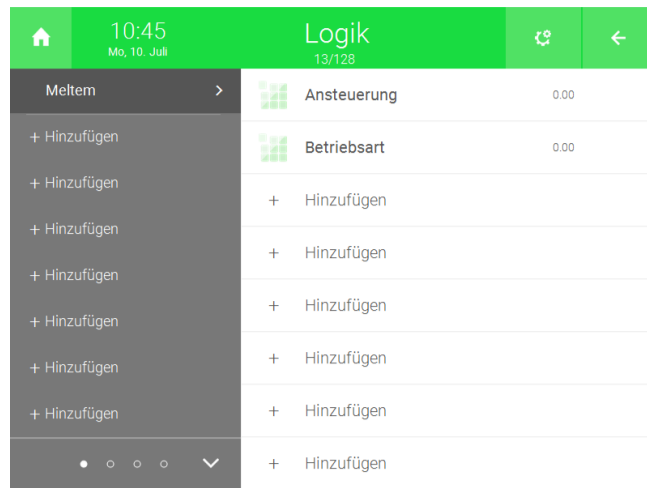 10:45
Mo, 10. Juli
Logik
13/128
Meltem
+ Hinzufügen
+ Hinzufügen
+ Hinzufügen
+ Hinzufügen
+ Hinzufügen
+ Hinzufügen
+ Hinzufügen
Ansteuerung 0.00
Betriebsart 0.00
+ Hinzufügen
+ Hinzufügen
+ Hinzufügen
+ Hinzufügen
+ Hinzufügen
+ Hinzufügen